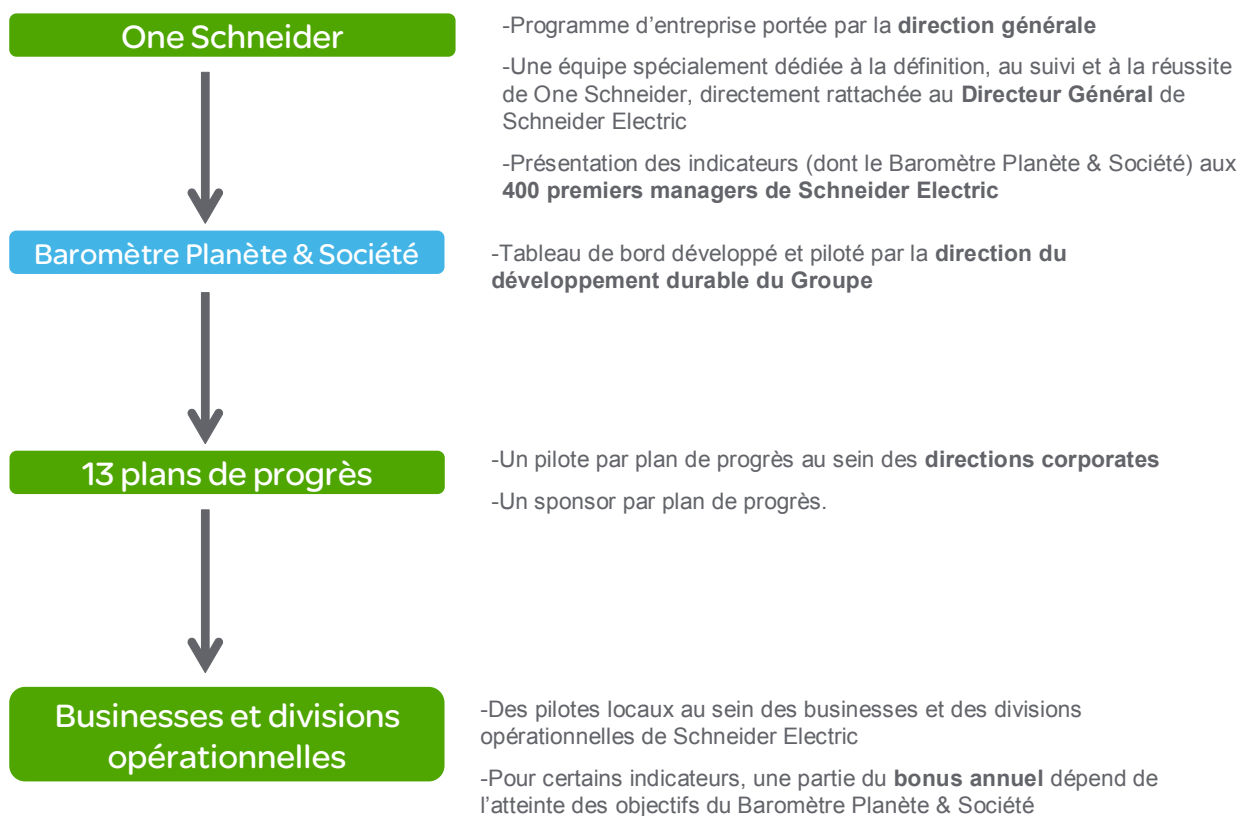 One Schneider
-Programme d’entreprise portée par la direction générale
-Une équipe spécialement dédiée à la définition, au suivi et à la réussite
de One Schneider, directement rattachée au Directeur Général de
Schneider Electric
-Présentation des indicateurs (dont le Baromètre Planète & Société) aux
400 premiers managers de Schneider Electric
Baromètre Planète & Société
-Tableau de bord développé et piloté par la direction du
développement durable du Groupe
13 plans de progrès
-Un pilote par plan de progrès au sein des directions corporates
-Un sponsor par plan de progrès.
Businesses et divisions
opérationnelles
-Des pilotes locaux au sein des businesses et des divisions
opérationnelles de Schneider Electric
-Pour certains indicateurs, une partie du bonus annuel dépend de
l’atteinte des objectifs du Baromètre Planète & Société